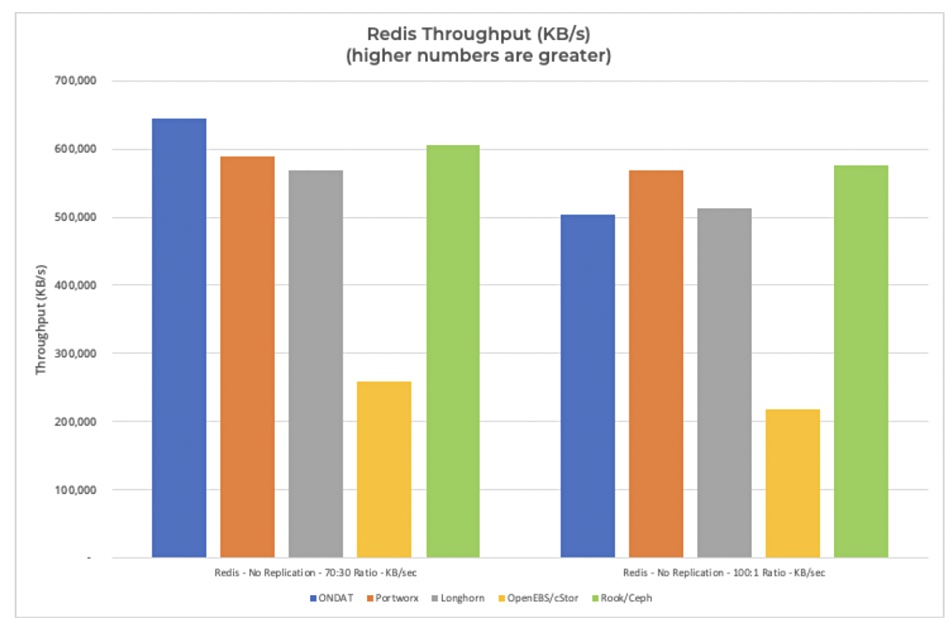 Redis Throughput (KB/s)
(higher numbers are greater)
700,000
600,000
500,000
400,000
300,000
200,000
100,000
-
Throughput (KB/s)
Redis - No Replication - 70:30 Ratio - KB/sec
Redis - No Replication - 100:1 Ratio - KB/sec
ONDAT Portworx Longhorn OpenEBS/cStor Rook/Ceph